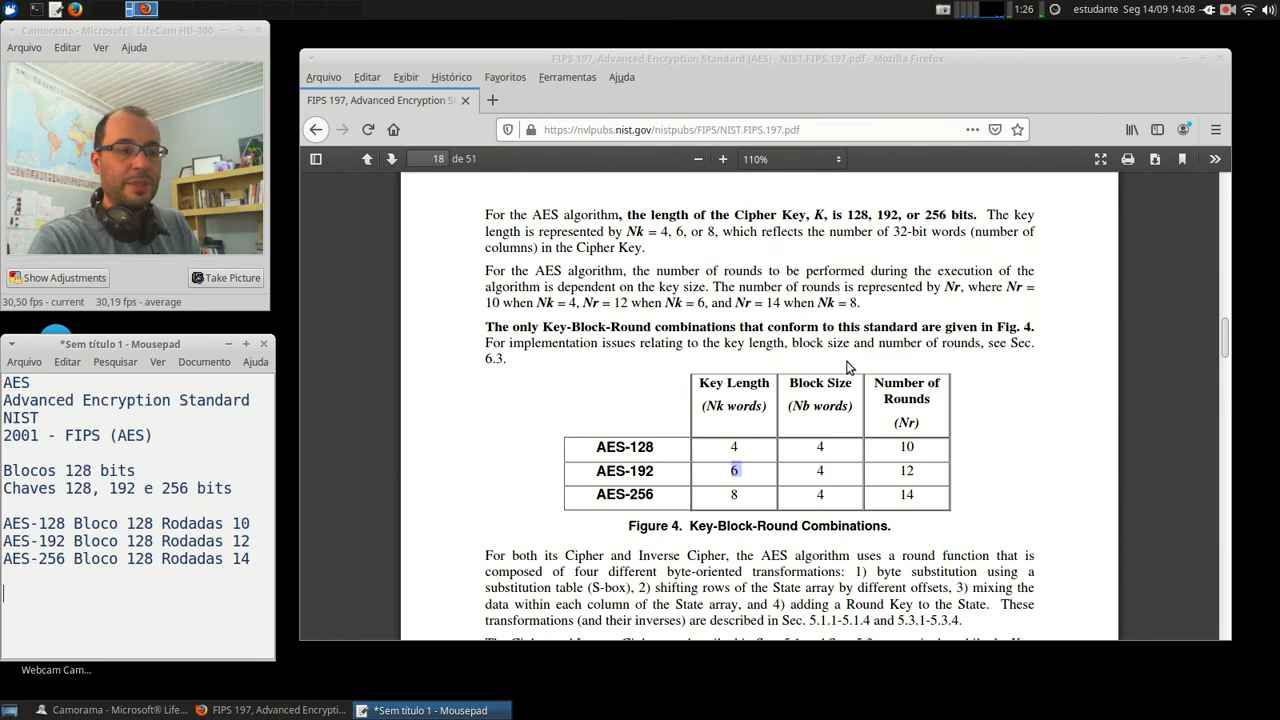 1:26 estudante Seg 14/09 14:08
Camorama - Microsoft® LifeCam HD-300
Arquivo Editar Ver Ajuda
Show Adjustments Take Picture
30,50 fps - current 30,19 fps - average
*Sem título 1 - Mousepad
Arquivo Editar Pesquisar Ver Documento Ajuda
AES
Advanced Encryption Standard
NIST
2001 - FIPS (AES)
Blocos 128 bits
Chaves 128, 192 e 256 bits
AES-128 Bloco 128 Rodadas 10
AES-192 Bloco 128 Rodadas 12
AES-256 Bloco 128 Rodadas 14
Webcam Cam...
FIPS 197, Advanced Encryption Standard (AES) - NIST.FIPS.197.pdf - Mozilla Firefox
Arquivo Editar Exibir Histórico Favoritos Ferramentas Ajuda
FIPS 197, Advanced Encryption St
https://nvlpubs.nist.gov/nistpubs/FIPS/NIST.FIPS.197.pdf
18 de 51 110%
For the AES algorithm, the length of the Cipher Key, K, is 128, 192, or 256 bits. The key
length is represented by Nk = 4, 6, or 8, which reflects the number of 32-bit words (number of
columns) in the Cipher Key.
For the AES algorithm, the number of rounds to be performed during the execution of the
algorithm is dependent on the key size. The number of rounds is represented by Nr, where Nr =
10 when Nk = 4, Nr = 12 when Nk = 6, and Nr = 14 when Nk = 8.
The only Key-Block-Round combinations that conform to this standard are given in Fig. 4.
For implementation issues relating to the key length, block size and number of rounds, see Sec.
6.3.
Key Length Block Size Number of
Rounds
(Nk words) (Nb words)
(Nr)
AES-128 4 4 10
AES-192 6 4 12
AES-256 8 4 14
Figure 4. Key-Block-Round Combinations.
For both its Cipher and Inverse Cipher, the AES algorithm uses a round function that is
composed of four different byte-oriented transformations: 1) byte substitution using a
substitution table (S-box), 2) shifting rows of the State array by different offsets, 3) mixing the
data within each column of the State array, and 4) adding a Round Key to the State. These
transformations (and their inverses) are described in Sec. 5.1.1-5.1.4 and 5.3.1-5.3.4.
Camorama - Microsoft® Life... FIPS 197, Advanced Encrypti... *Sem título 1 - Mousepad